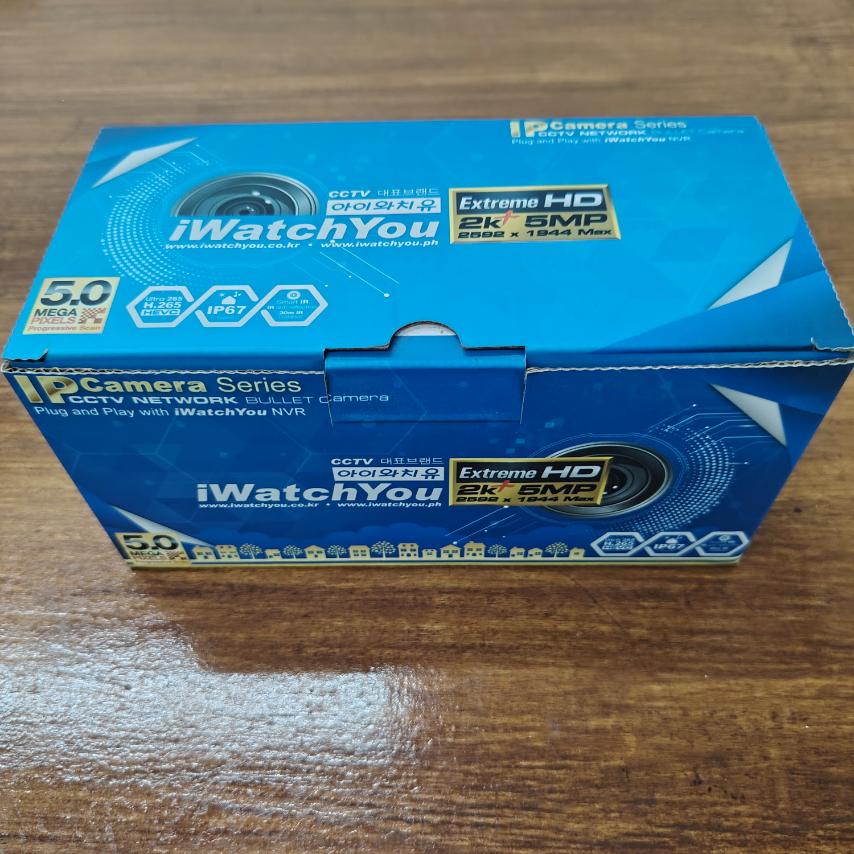 IP Camera Series
CCTV NETWORK BULLET Camera
Plug and Play with iWatchYou NVR
CCTV 대표브랜드
아이와치유
iWatchYou
www.iwatchyou.co.kr • www.iwatchyou.ph
Extreme HD
2k+ 5MP
2592 x 1944 Max
5.0
MEGA
PIXELS
Progressive Scan
Ultra 265
H.265
HEVC
IP67
Smart IR
30m IR
IP Camera Series
CCTV NETWORK BULLET Camera
Plug and Play with iWatchYou NVR
CCTV 대표브랜드
아이와치유
iWatchYou
www.iwatchyou.co.kr • www.iwatchyou.ph
Extreme HD
2k+ 5MP
2592 x 1944 Max
5.0
MEGA
PIXELS
H.265
IP67